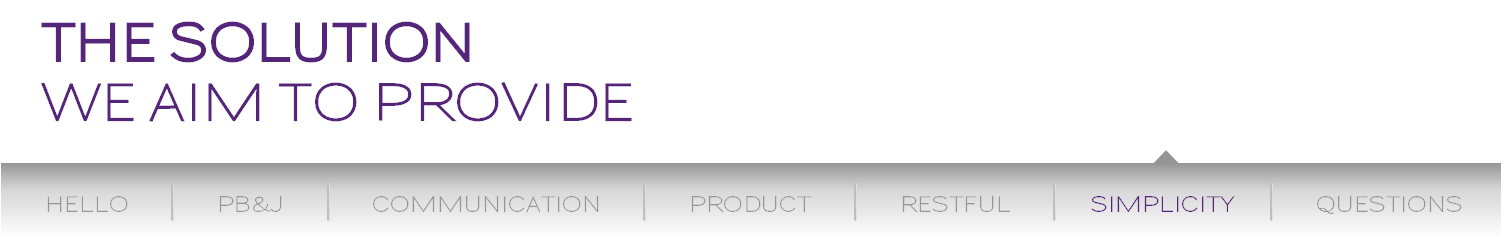 THE SOLUTION
WE AIM TO PROVIDE
HELLO PB&J COMMUNICATION PRODUCT RESTFUL SIMPLICITY QUESTIONS